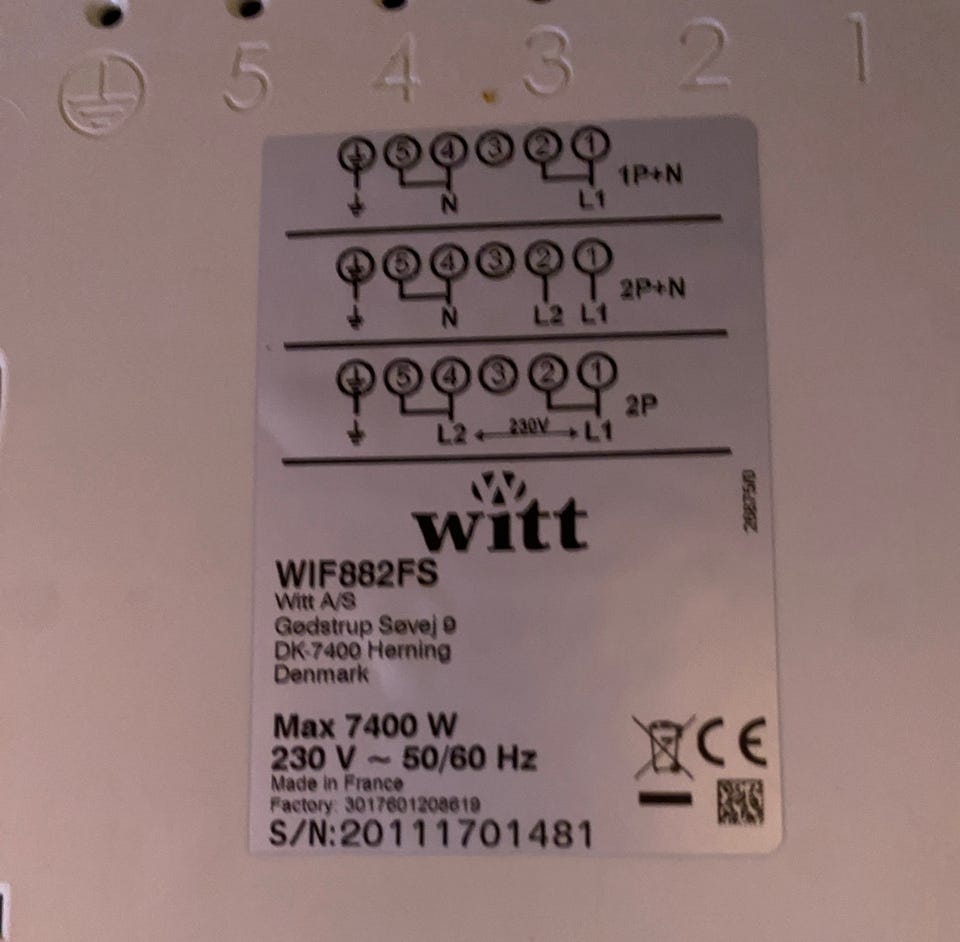 5 4 3 2 1
5 4 3 2 1 1P+N
N L1
5 4 3 2 1 2P+N
N L2 L1
5 4 3 2 1 2P
L2 230V L1
witt
WIF882FS
Witt A/S
Gødstrup Søvej 9
DK-7400 Herning
Denmark
Max 7400 W
230 V ~ 50/60 Hz
CE
Made in France
Factory: 3017601208619
S/N:20111701481